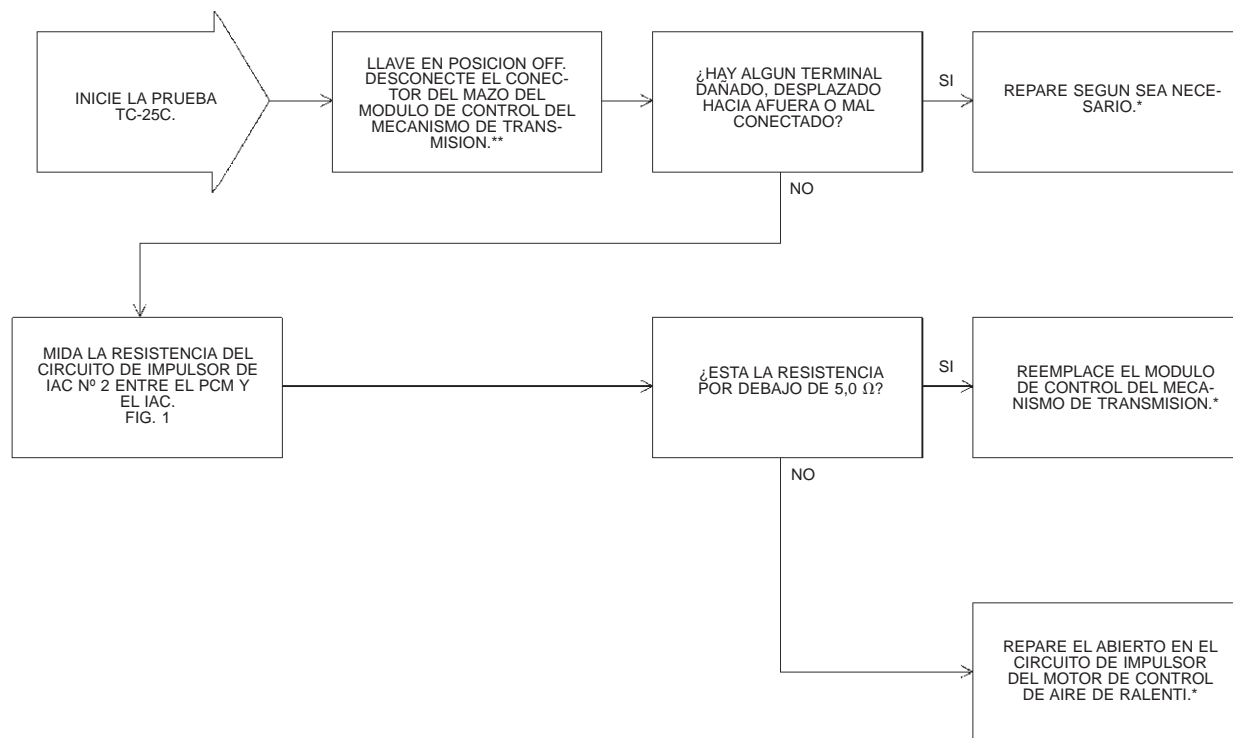 INICIE LA PRUEBA
TC-25C.
LLAVE EN POSICION OFF.
DESCONECTE EL CONEC-
TOR DEL MAZO DEL
MODULO DE CONTROL DEL
MECANISMO DE TRANS-
MISION.**
¿HAY ALGUN TERMINAL
DAÑADO, DESPLAZADO
HACIA AFUERA O MAL
CONECTADO?
SI
REPARE SEGUN SEA NECE-
SARIO.*
NO
MIDA LA RESISTENCIA DEL
CIRCUITO DE IMPULSOR DE
IAC Nº 2 ENTRE EL PCM Y
EL IAC.
FIG. 1
¿ESTA LA RESISTENCIA
POR DEBAJO DE 5,0 Ω?
SI
REEMPLACE EL MODULO
DE CONTROL DEL MECA-
NISMO DE TRANSMISION.*
NO
REPARE EL ABIERTO EN EL
CIRCUITO DE IMPULSOR
DEL MOTOR DE CONTROL
DE AIRE DE RALENTI.*